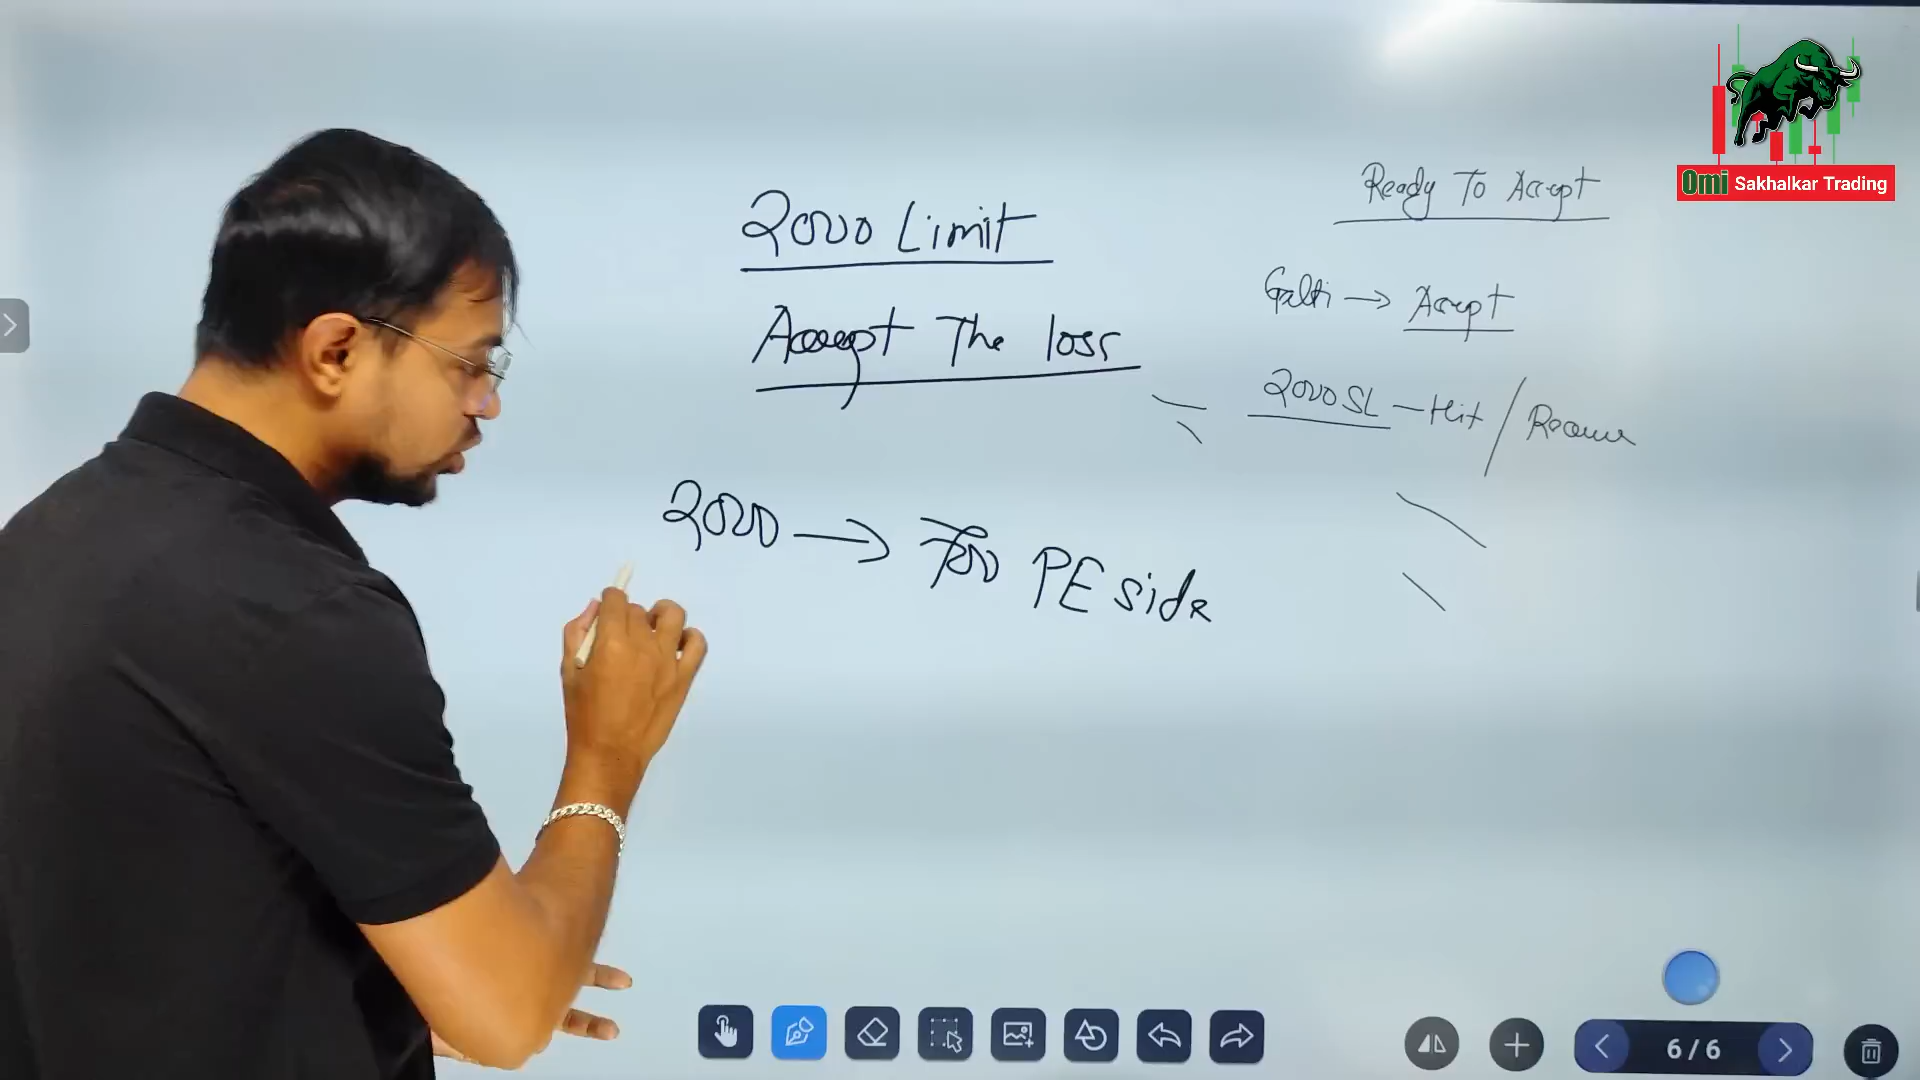 Omi Sakhalkar Trading
Ready To Accept
2000 Limit
Galti → Accept
Accept The loss
2000 SL – Hit / Recover
2000 → 700 PE side
6 / 6